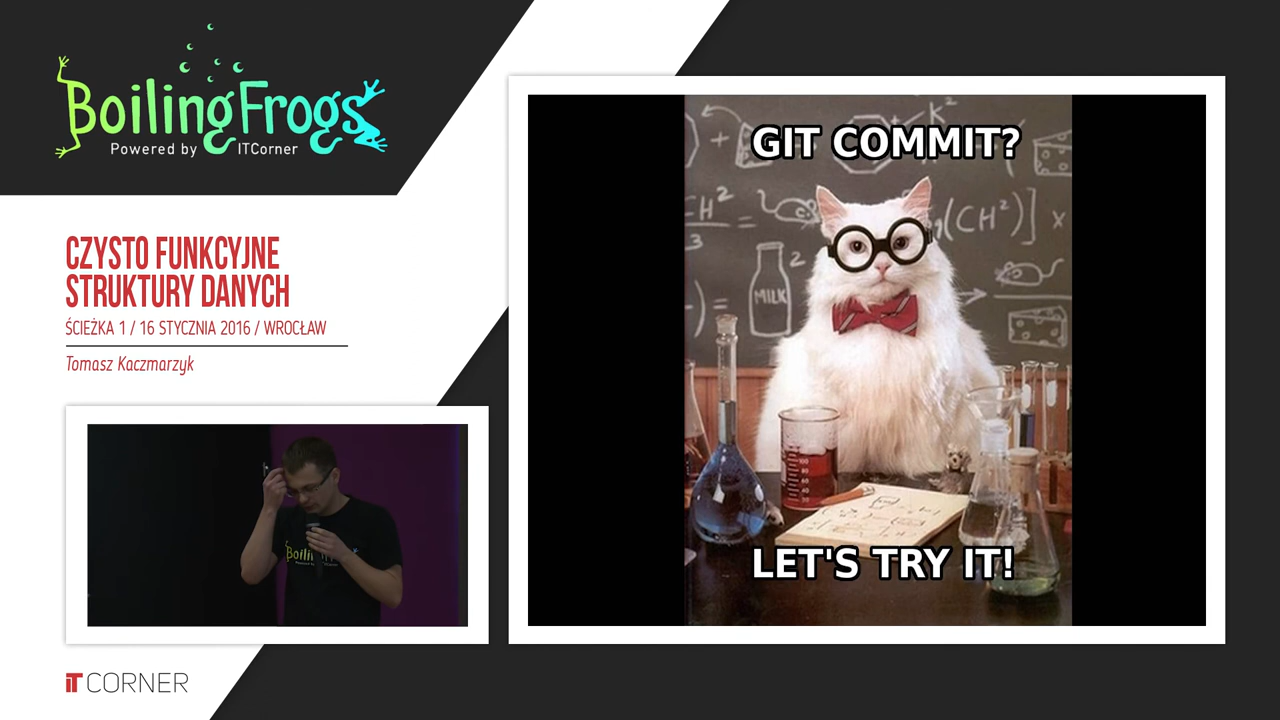 BoilingFrogs
Powered by ITCorner
CZYSTO FUNKCYJNE
STRUKTURY DANYCH
ŚCIEŻKA 1 / 16 STYCZNIA 2016 / WROCŁAW
Tomasz Kaczmarzyk
iT CORNER
GIT COMMIT?
LET'S TRY IT!
MILK